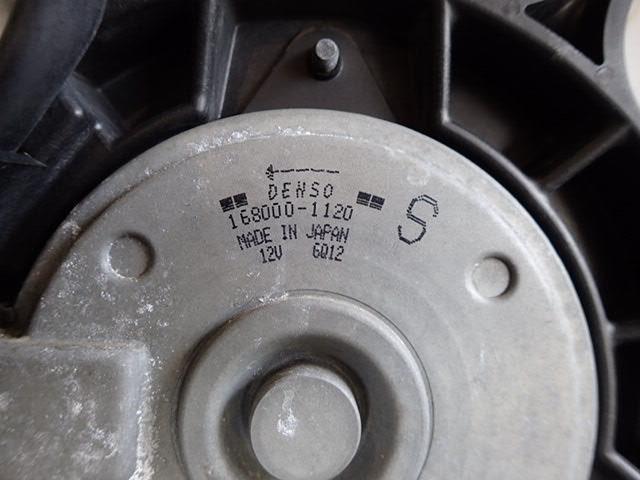 DENSO
168000-1120
S
MADE IN JAPAN
12V 6Q12